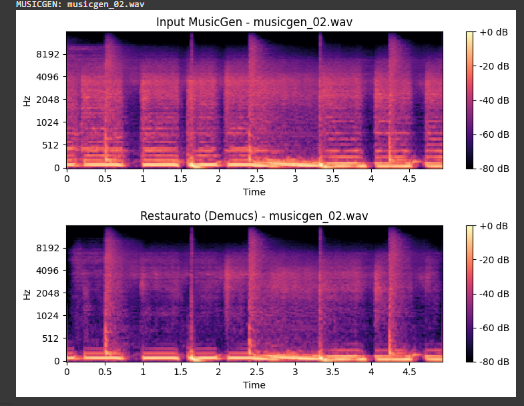 MUSICGEN: musicgen_02.wav
Input MusicGen - musicgen_02.wav
+0 dB
8192
-20 dB
4096
2048
-40 dB
Hz
1024
-60 dB
512
0
-80 dB
0 0.5 1 1.5 2 2.5 3 3.5 4 4.5
Time
Restaurato (Demucs) - musicgen_02.wav
+0 dB
8192
-20 dB
4096
2048
-40 dB
Hz
1024
-60 dB
512
0
-80 dB
0 0.5 1 1.5 2 2.5 3 3.5 4 4.5
Time